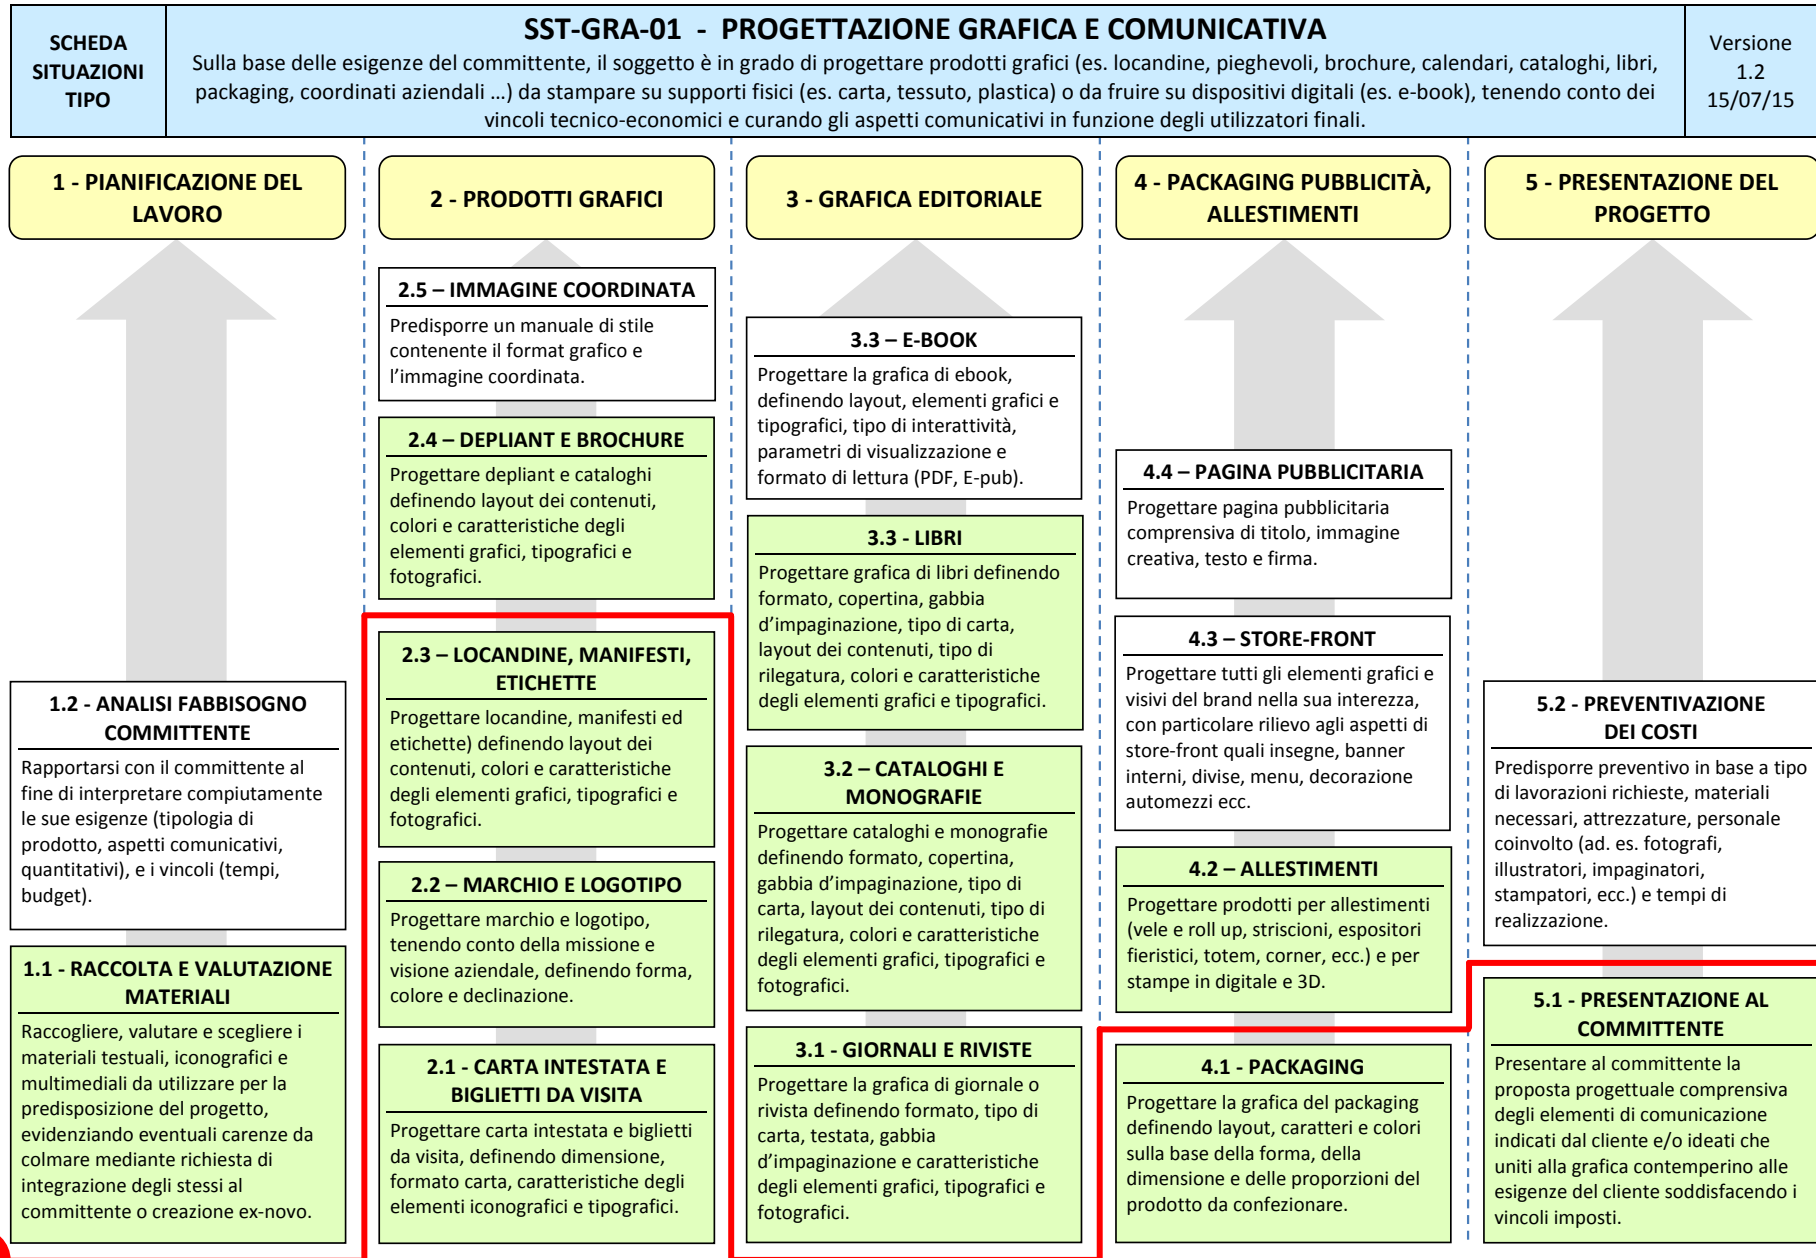 SCHEDA
SITUAZIONI
TIPO
SST-GRA-01 - PROGETTAZIONE GRAFICA E COMUNICATIVA
Sulla base delle esigenze del committente, il soggetto è in grado di progettare prodotti grafici (es. locandine, pieghevoli, brochure, calendari, cataloghi, libri,
packaging, coordinati aziendali …) da stampare su supporti fisici (es. carta, tessuto, plastica) o da fruire su dispositivi digitali (es. e-book), tenendo conto dei
vincoli tecnico-economici e curando gli aspetti comunicativi in funzione degli utilizzatori finali.
Versione
1.2
15/07/15
1 - PIANIFICAZIONE DEL
LAVORO
1.2 - ANALISI FABBISOGNO
COMMITTENTE
Rapportarsi con il committente al
fine di interpretare compiutamente
le sue esigenze (tipologia di
prodotto, aspetti comunicativi,
quantitativi), e i vincoli (tempi,
budget).
1.1 - RACCOLTA E VALUTAZIONE
MATERIALI
Raccogliere, valutare e scegliere i
materiali testuali, iconografici e
multimediali da utilizzare per la
predisposizione del progetto,
evidenziando eventuali carenze da
colmare mediante richiesta di
integrazione degli stessi al
committente o creazione ex-novo.
2 - PRODOTTI GRAFICI
2.5 – IMMAGINE COORDINATA
Predisporre un manuale di stile
contenente il format grafico e
l'immagine coordinata.
2.4 – DEPLIANT E BROCHURE
Progettare depliant e cataloghi
definendo layout dei contenuti,
colori e caratteristiche degli
elementi grafici, tipografici e
fotografici.
2.3 – LOCANDINE, MANIFESTI,
ETICHETTE
Progettare locandine, manifesti ed
etichette) definendo layout dei
contenuti, colori e caratteristiche
degli elementi grafici, tipografici e
fotografici.
2.2 – MARCHIO E LOGOTIPO
Progettare marchio e logotipo,
tenendo conto della missione e
visione aziendale, definendo forma,
colore e declinazione.
2.1 - CARTA INTESTATA E
BIGLIETTI DA VISITA
Progettare carta intestata e biglietti
da visita, definendo dimensione,
formato carta, caratteristiche degli
elementi iconografici e tipografici.
3 - GRAFICA EDITORIALE
3.3 – E-BOOK
Progettare la grafica di ebook,
definendo layout, elementi grafici e
tipografici, tipo di interattività,
parametri di visualizzazione e
formato di lettura (PDF, E-pub).
3.3 - LIBRI
Progettare grafica di libri definendo
formato, copertina, gabbia
d'impaginazione, tipo di carta,
layout dei contenuti, tipo di
rilegatura, colori e caratteristiche
degli elementi grafici e tipografici.
3.2 – CATALOGHI E
MONOGRAFIE
Progettare cataloghi e monografie
definendo formato, copertina,
gabbia d'impaginazione, tipo di
carta, layout dei contenuti, tipo di
rilegatura, colori e caratteristiche
degli elementi grafici, tipografici e
fotografici.
3.1 - GIORNALI E RIVISTE
Progettare la grafica di giornale o
rivista definendo formato, tipo di
carta, testata, gabbia
d'impaginazione e caratteristiche
degli elementi grafici, tipografici e
fotografici.
4 - PACKAGING PUBBLICITÀ,
ALLESTIMENTI
4.4 – PAGINA PUBBLICITARIA
Progettare pagina pubblicitaria
comprensiva di titolo, immagine
creativa, testo e firma.
4.3 – STORE-FRONT
Progettare tutti gli elementi grafici e
visivi del brand nella sua interezza,
con particolare rilievo agli aspetti di
store-front quali insegne, banner
interni, divise, menu, decorazione
automezzi ecc.
4.2 – ALLESTIMENTI
Progettare prodotti per allestimenti
(vele e roll up, striscioni, espositori
fieristici, totem, corner, ecc.) e per
stampe in digitale e 3D.
4.1 - PACKAGING
Progettare la grafica del packaging
definendo layout, caratteri e colori
sulla base della forma, della
dimensione e delle proporzioni del
prodotto da confezionare.
5 - PRESENTAZIONE DEL
PROGETTO
5.2 - PREVENTIVAZIONE
DEI COSTI
Predisporre preventivo in base a tipo
di lavorazioni richieste, materiali
necessari, attrezzature, personale
coinvolto (ad. es. fotografi,
illustratori, impaginatori,
stampatori, ecc.) e tempi di
realizzazione.
5.1 - PRESENTAZIONE AL
COMMITTENTE
Presentare al committente la
proposta progettuale comprensiva
degli elementi di comunicazione
indicati dal cliente e/o ideati che
uniti alla grafica contemperino alle
esigenze del cliente soddisfacendo i
vincoli imposti.